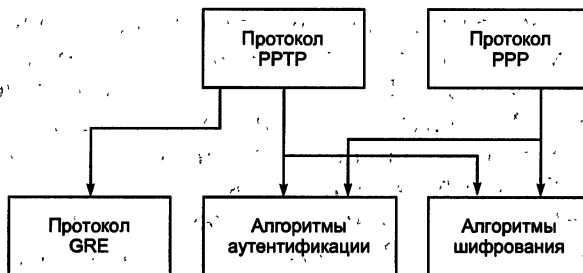 Протокол
PPTP
Протокол
PPP
Протокол
GRE
Алгоритмы
аутентификации
Алгоритмы
шифрования